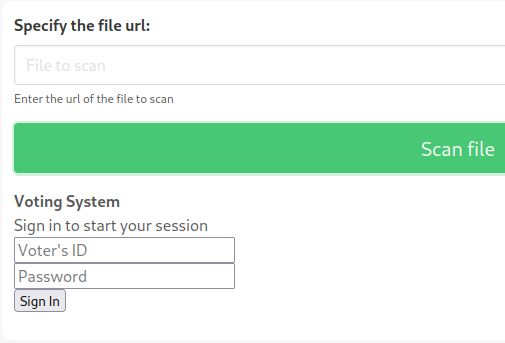 Specify the file url:
File to scan
Enter the url of the file to scan
Scan file
Voting System
Sign in to start your session
Voter's ID
Password
Sign In